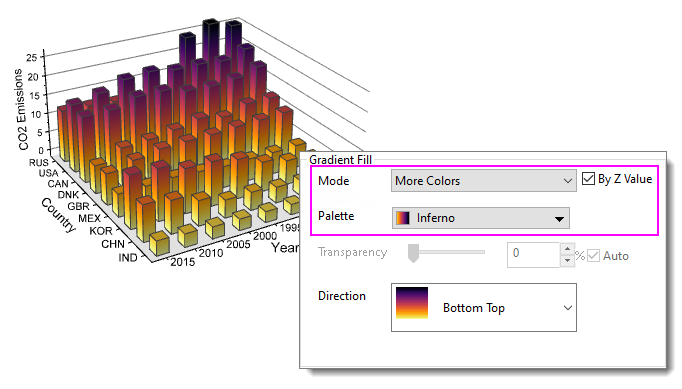 25
20
15
10
5
0
CO2 Emissions
RUS
USA
CAN
DNK
GBR
MEX
KOR
CHN
IND
Country
2015
2010
2005
2000
1995
Year
Gradient Fill
Mode More Colors By Z Value
Palette Inferno
Transparency 0 % Auto
Direction Bottom Top